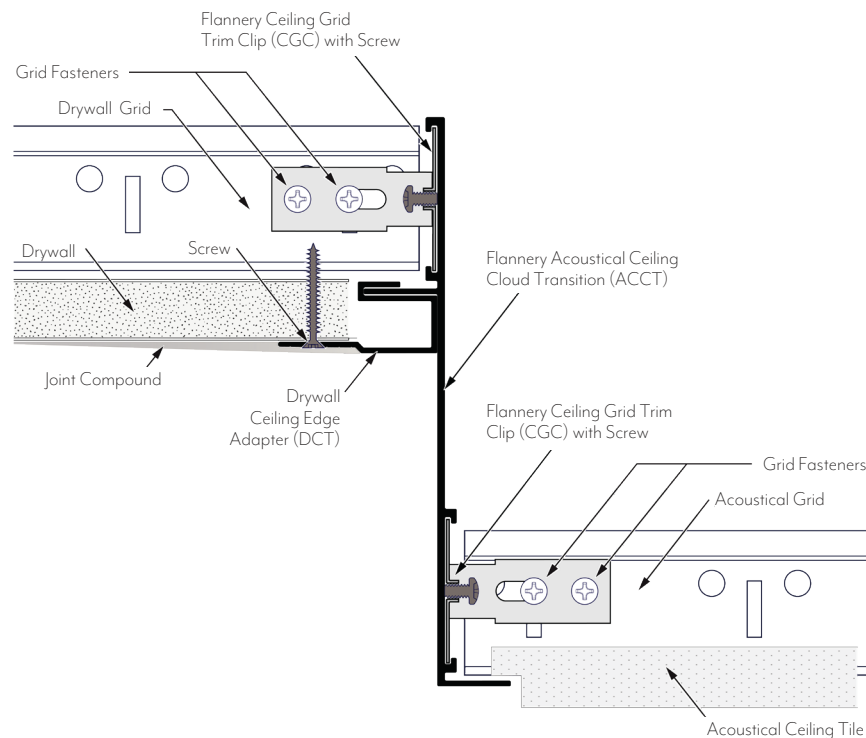 Flannery Ceiling Grid
Trim Clip (CGC) with Screw
Grid Fasteners
Drywall Grid
Drywall
Screw
Flannery Acoustical Ceiling
Cloud Transition (ACCT)
Joint Compound
Drywall
Ceiling Edge
Adapter (DCT)
Flannery Ceiling Grid Trim
Clip (CGC) with Screw
Grid Fasteners
Acoustical Grid
Acoustical Ceiling Tile